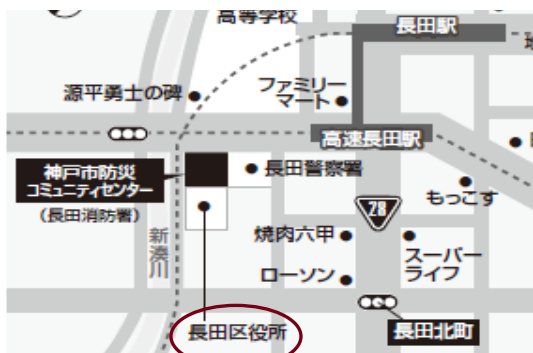 高等学校
長田駅
源平勇士の碑
ファミリー
マート
高速長田駅
神戸市防災
コミュニティセンター
(長田消防署)
長田警察署
もっこす
28
新湊川
焼肉六甲
スーパー
ライフ
ローソン
長田区役所
長田北町